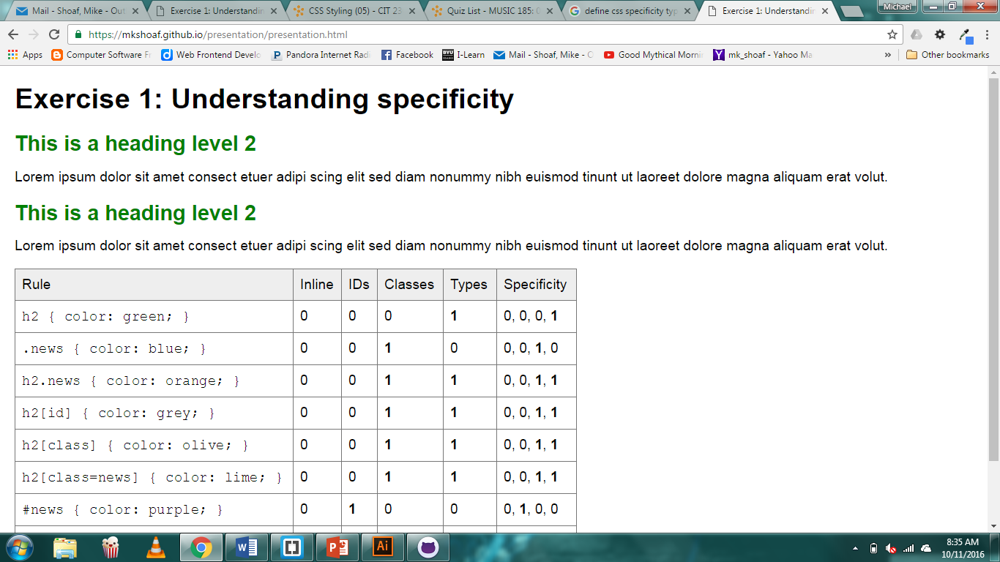 Mail - Shoaf, Mike - Out
Exercise 1: Understandin
CSS Styling (05) - CIT 23
Quiz List - MUSIC 185: 
define css specificity typ
Exercise 1: Understandin
Michael
https://mkshoaf.github.io/presentation/presentation.html
Apps
Computer Software Fr
Web Frontend Develo
Pandora Internet Radi
Facebook
BYU
I-Learn
Mail - Shoaf, Mike - O
Good Mythical Mornin
mk_shoaf - Yahoo Ma
»
Other bookmarks
Exercise 1: Understanding specificity
This is a heading level 2
Lorem ipsum dolor sit amet consect etuer adipi scing elit sed diam nonummy nibh euismod tinunt ut laoreet dolore magna aliquam erat volut.
This is a heading level 2
Lorem ipsum dolor sit amet consect etuer adipi scing elit sed diam nonummy nibh euismod tinunt ut laoreet dolore magna aliquam erat volut.
Rule Inline IDs Classes Types Specificity
h2 { color: green; } 0 0 0 1 0, 0, 0, 1
.news { color: blue; } 0 0 1 0 0, 0, 1, 0
h2.news { color: orange; } 0 0 1 1 0, 0, 1, 1
h2[id] { color: grey; } 0 0 1 1 0, 0, 1, 1
h2[class] { color: olive; } 0 0 1 1 0, 0, 1, 1
h2[class=news] { color: lime; } 0 0 1 1 0, 0, 1, 1
#news { color: purple; } 0 1 0 0 0, 1, 0, 0
Ai
8:35 AM
10/11/2016